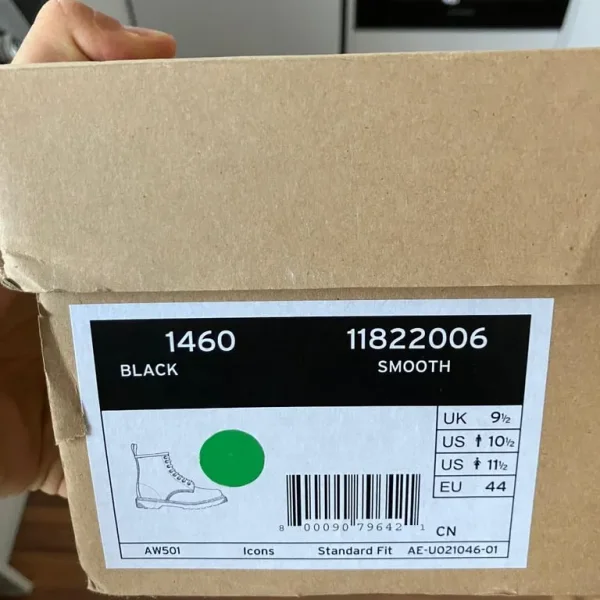 1460 11822006
BLACK SMOOTH
UK 9½
US 10½
US 11½
EU 44
8 00090 79642 1
CN
AW501 Icons Standard Fit AE-U021046-01